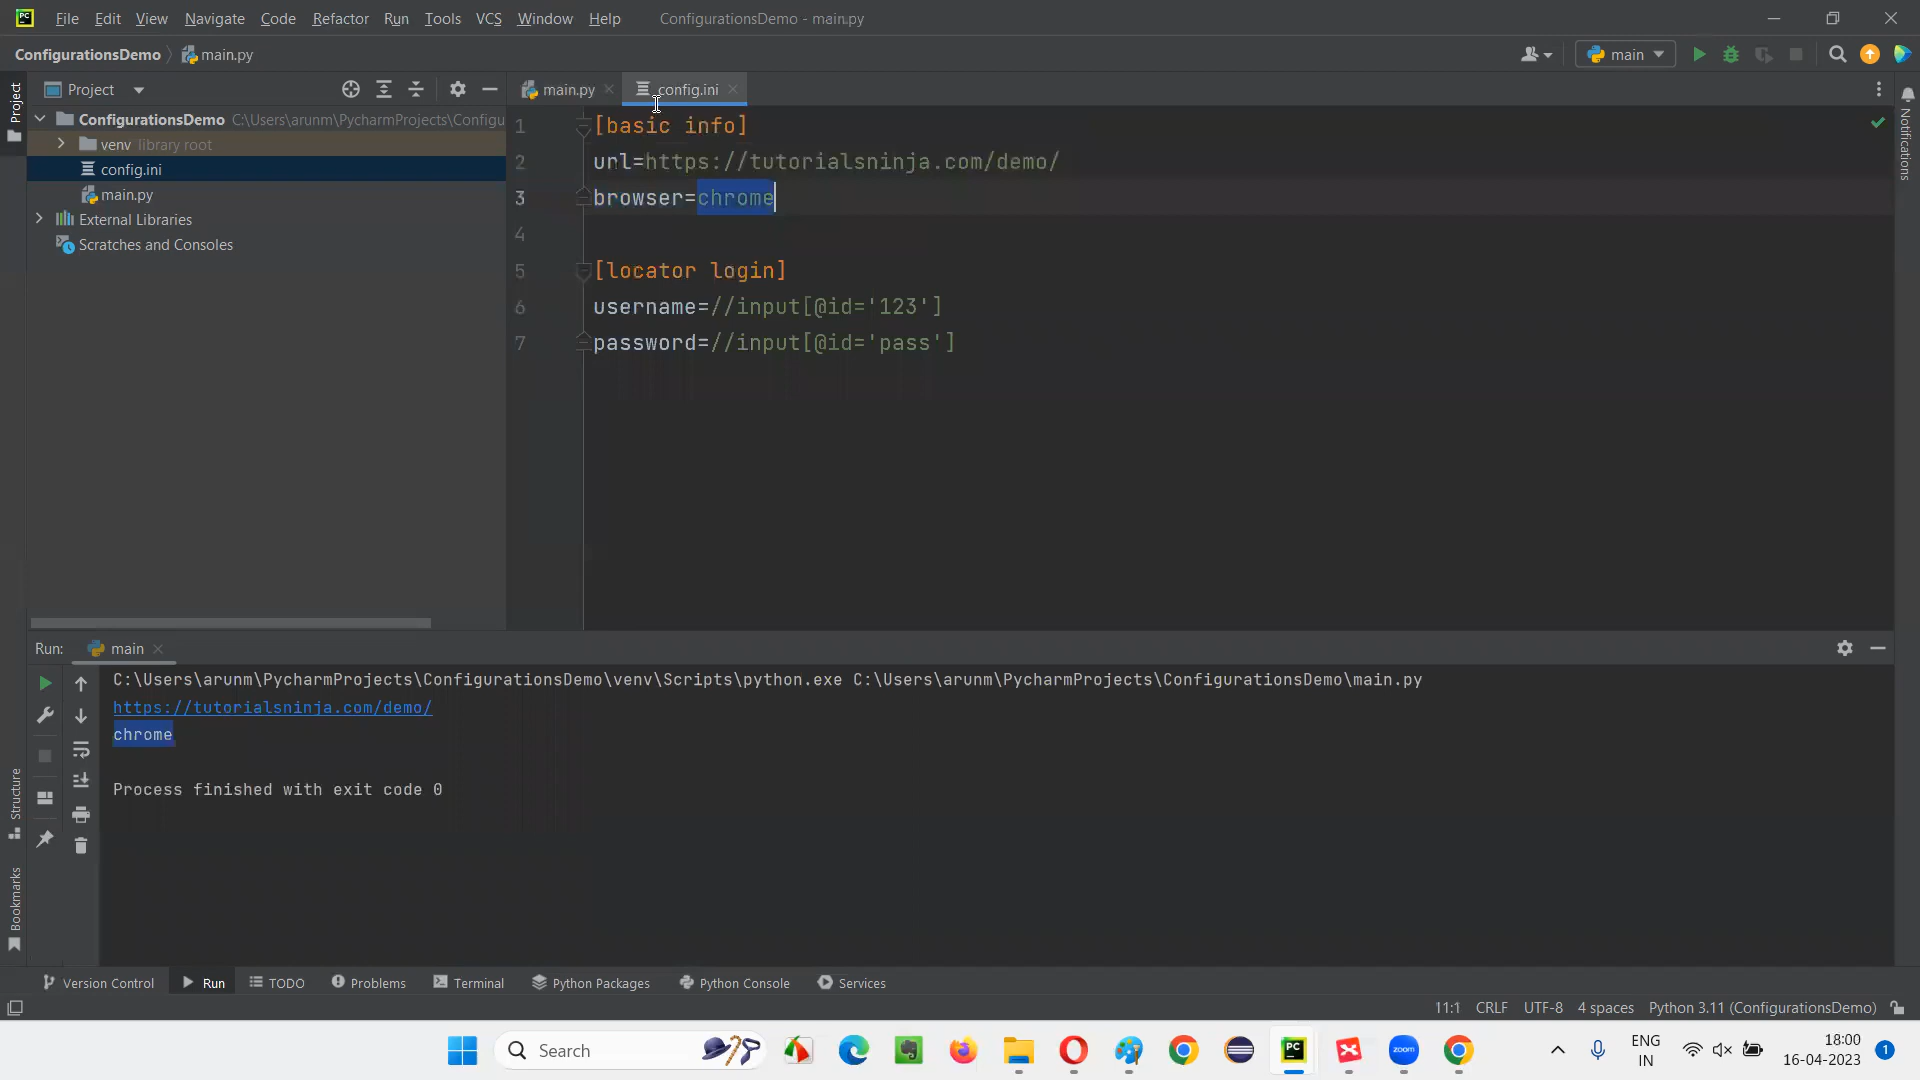 File Edit View Navigate Code Refactor Run Tools VCS Window Help ConfigurationsDemo - main.py
ConfigurationsDemo main.py main
Project main.py config.ini
ConfigurationsDemo C:\Users\arunm\PycharmProjects\Configu
venv library root
config.ini
main.py
External Libraries
Scratches and Consoles
1 [basic info]
2 url=https://tutorialsninja.com/demo/
3 browser=chrome
4
5 [locator login]
6 username=//input[@id='123']
7 password=//input[@id='pass']
Project
Notifications
Structure
Bookmarks
Run: main
C:\Users\arunm\PycharmProjects\ConfigurationsDemo\venv\Scripts\python.exe C:\Users\arunm\PycharmProjects\ConfigurationsDemo\main.py
https://tutorialsninja.com/demo/
chrome
Process finished with exit code 0
Version Control Run TODO Problems Terminal Python Packages Python Console Services
11:1 CRLF UTF-8 4 spaces Python 3.11 (ConfigurationsDemo)
Search
PC
zoom
ENG
IN
18:00
16-04-2023
1